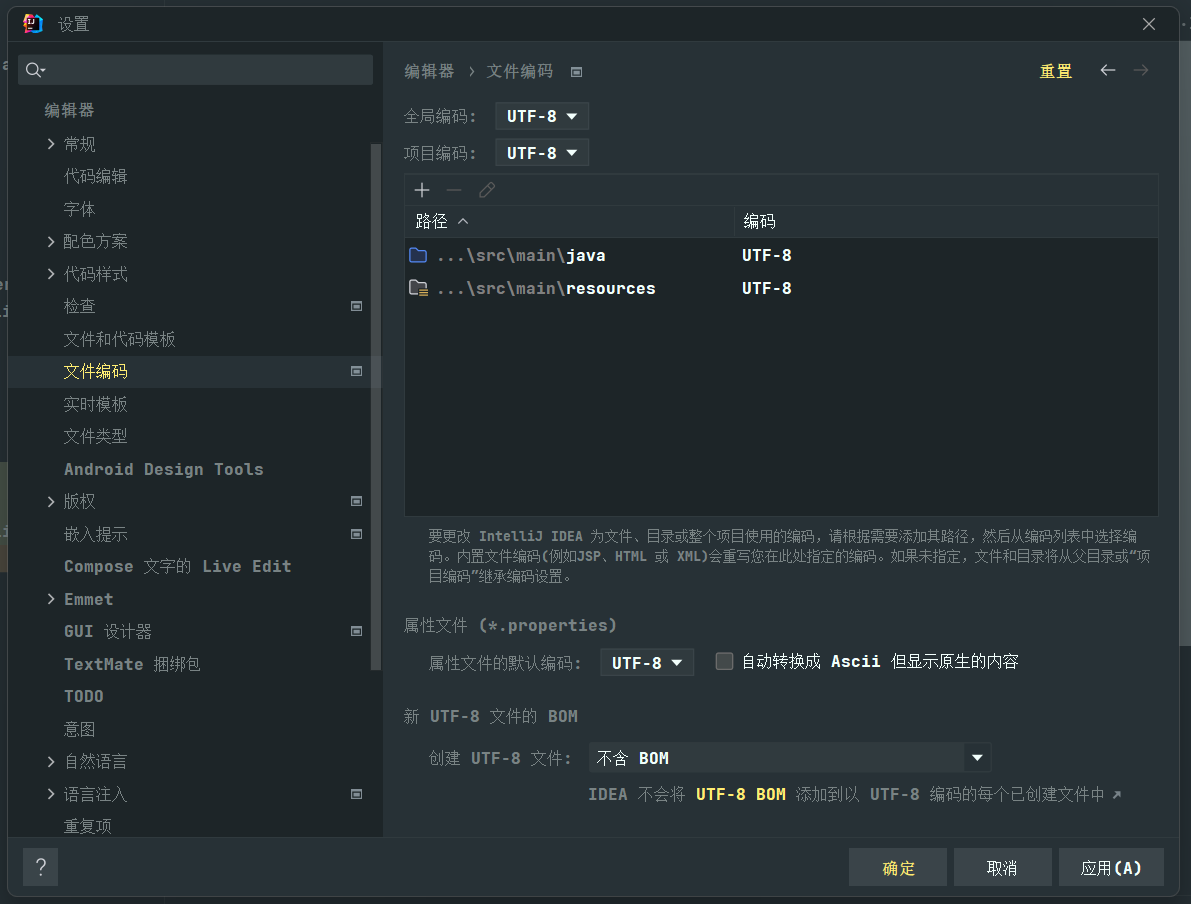 设置
编辑器
常规
代码编辑
字体
配色方案
代码样式
检查
文件和代码模板
文件编码
实时模板
文件类型
Android Design Tools
版权
嵌入提示
Compose 文字的 Live Edit
Emmet
GUI 设计器
TextMate 捆绑包
TODO
意图
自然语言
语言注入
重复项
编辑器 › 文件编码
重置
全局编码: UTF-8
项目编码: UTF-8
路径 编码
...\src\main\java UTF-8
...\src\main\resources UTF-8
要更改 IntelliJ IDEA 为文件、目录或整个项目使用的编码，请根据需要添加其路径，然后从编码列表中选择编
码。内置文件编码(例如JSP、HTML 或 XML)会重写您在此处指定的编码。如果未指定，文件和目录将从父目录或“项
目编码”继承编码设置。
属性文件 (*.properties)
属性文件的默认编码: UTF-8 自动转换成 Ascii 但显示原生的内容
新 UTF-8 文件的 BOM
创建 UTF-8 文件: 不含 BOM
IDEA 不会将 UTF-8 BOM 添加到以 UTF-8 编码的每个已创建文件中 ↗
? 确定 取消 应用(A)